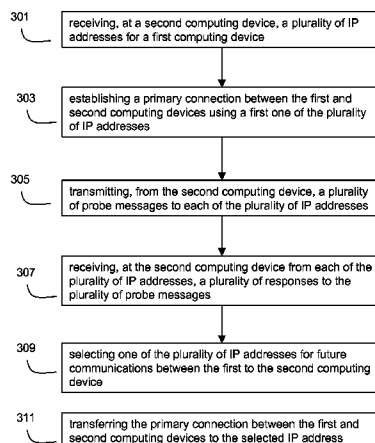 301
receiving, at a second computing device, a plurality of IP
addresses for a first computing device
303
establishing a primary connection between the first and
second computing devices using a first one of the plurality
of IP addresses
305
transmitting, from the second computing device, a plurality
of probe messages to each of the plurality of IP addresses
307
receiving, at the second computing device from each of the
plurality of IP addresses, a plurality of responses to the
plurality of probe messages
309
selecting one of the plurality of IP addresses for future
communications between the first to the second computing
device
311
transferring the primary connection between the first and
second computing devices to the selected IP address